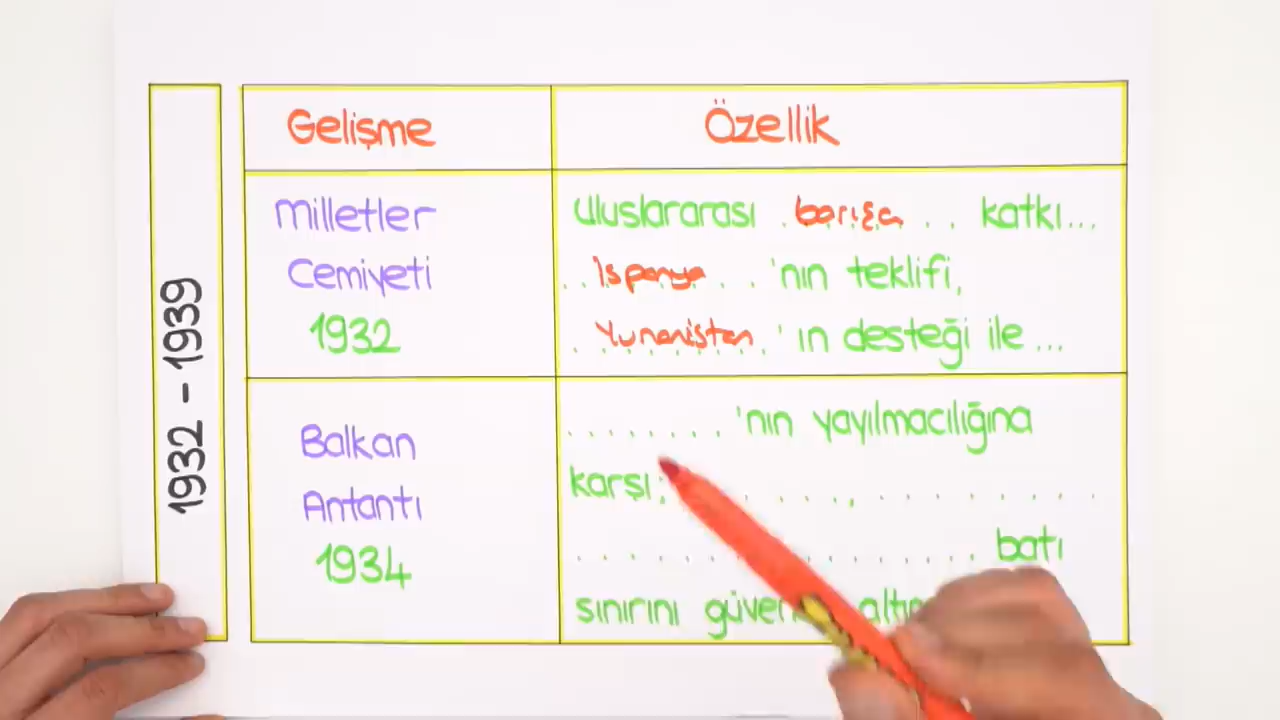 1932 - 1939
Gelişme
Özellik
Milletler
Cemiyeti
1932
Uluslararası .barışa.. katkı...
..İspanya..'nın teklifi,
.Yunanistan.'ın desteği ile...
Balkan
Antantı
1934
........'nın yayılmacılığına
karşı; ......, .........
............... batı
sınırını